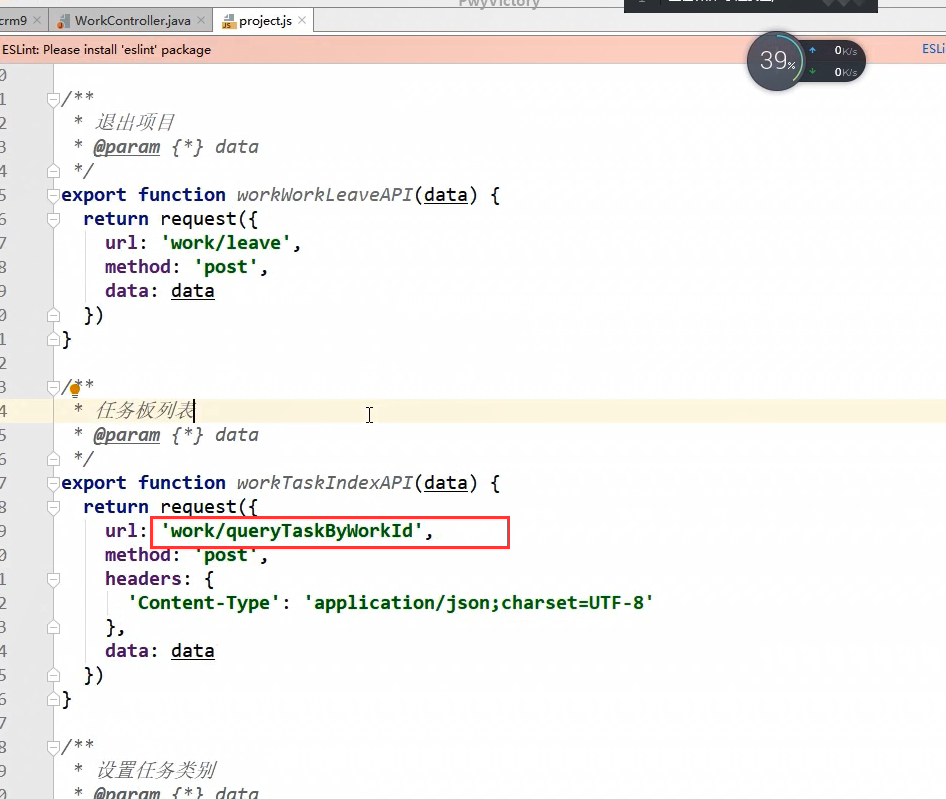 PwyVictory
crm9 × WorkController.java × project.js ×
ESLint: Please install 'eslint' package ESLi
39% 0K/s
0K/s
0
1 /**
2 * 退出项目
3 * @param {*} data
4 */
5 export function workWorkLeaveAPI(data) {
6 return request({
7 url: 'work/leave',
8 method: 'post',
9 data: data
0 })
1 }
2
3 /**
4 * 任务板列表
5 * @param {*} data
6 */
7 export function workTaskIndexAPI(data) {
8 return request({
9 url: 'work/queryTaskByWorkId',
0 method: 'post',
1 headers: {
2 'Content-Type': 'application/json;charset=UTF-8'
3 },
4 data: data
5 })
6 }
7
8 /**
9 * 设置任务类别
0 * @param {*} data